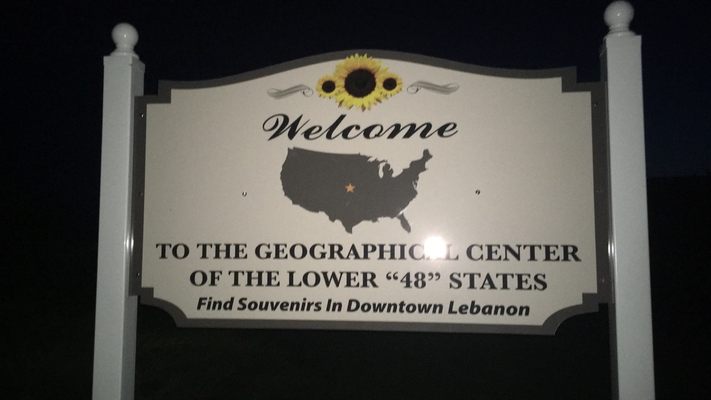 Welcome
TO THE GEOGRAPHICAL CENTER
OF THE LOWER “48” STATES
Find Souvenirs In Downtown Lebanon